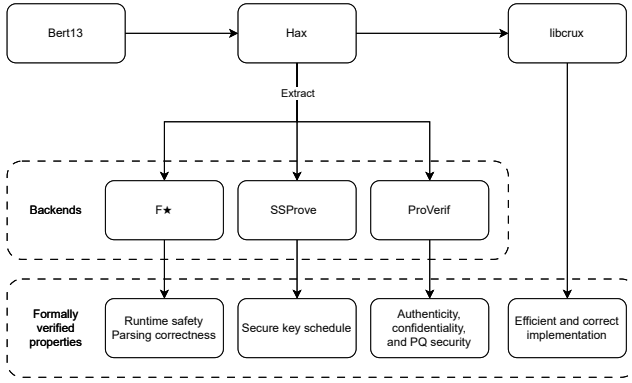 Bert13
Hax
libcrux
Extract
Backends
F★
SSProve
ProVerif
Formally
verified
properties
Runtime safety
Parsing correctness
Secure key schedule
Authenticity,
confidentiality,
and PQ security
Efficient and correct
implementation